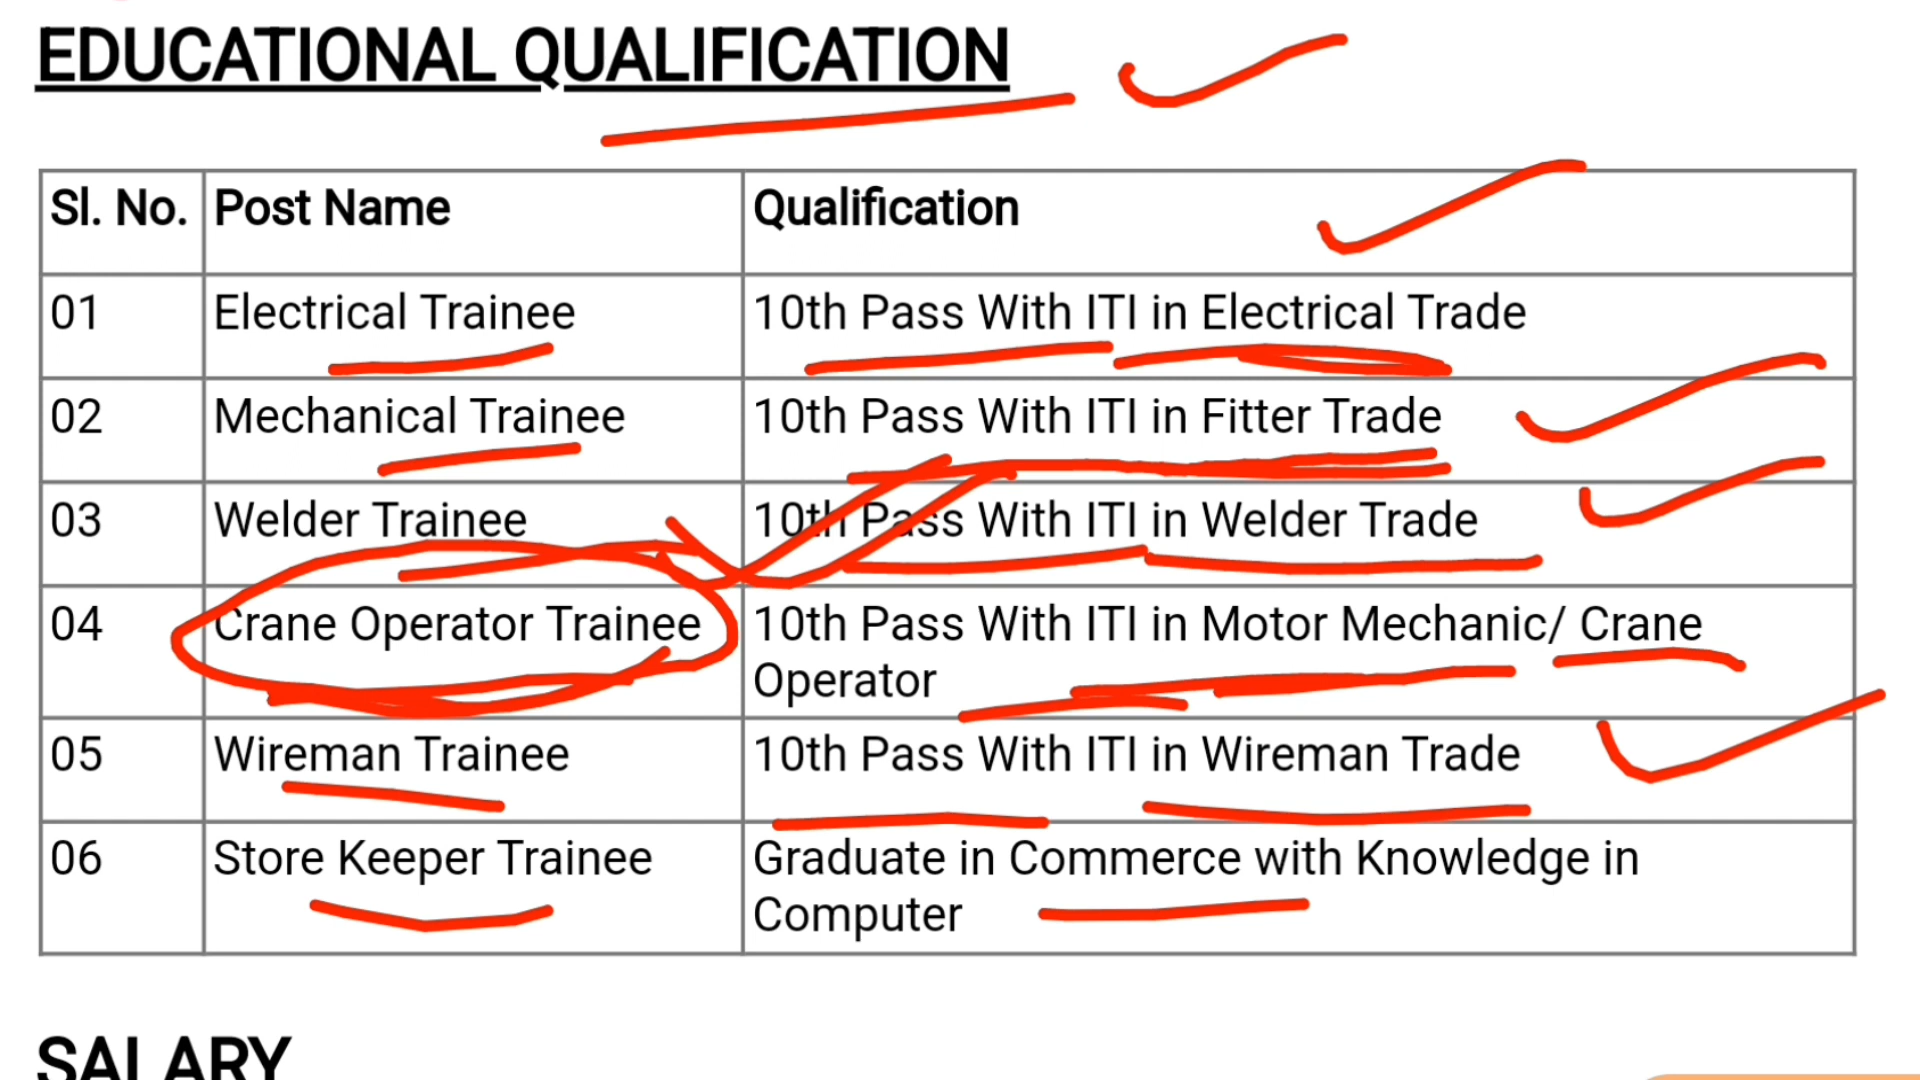 EDUCATIONAL QUALIFICATION
Sl. No. Post Name Qualification
01 Electrical Trainee 10th Pass With ITI in Electrical Trade
02 Mechanical Trainee 10th Pass With ITI in Fitter Trade
03 Welder Trainee 10th Pass With ITI in Welder Trade
04 Crane Operator Trainee 10th Pass With ITI in Motor Mechanic/ Crane
Operator
05 Wireman Trainee 10th Pass With ITI in Wireman Trade
06 Store Keeper Trainee Graduate in Commerce with Knowledge in
Computer
SALARY